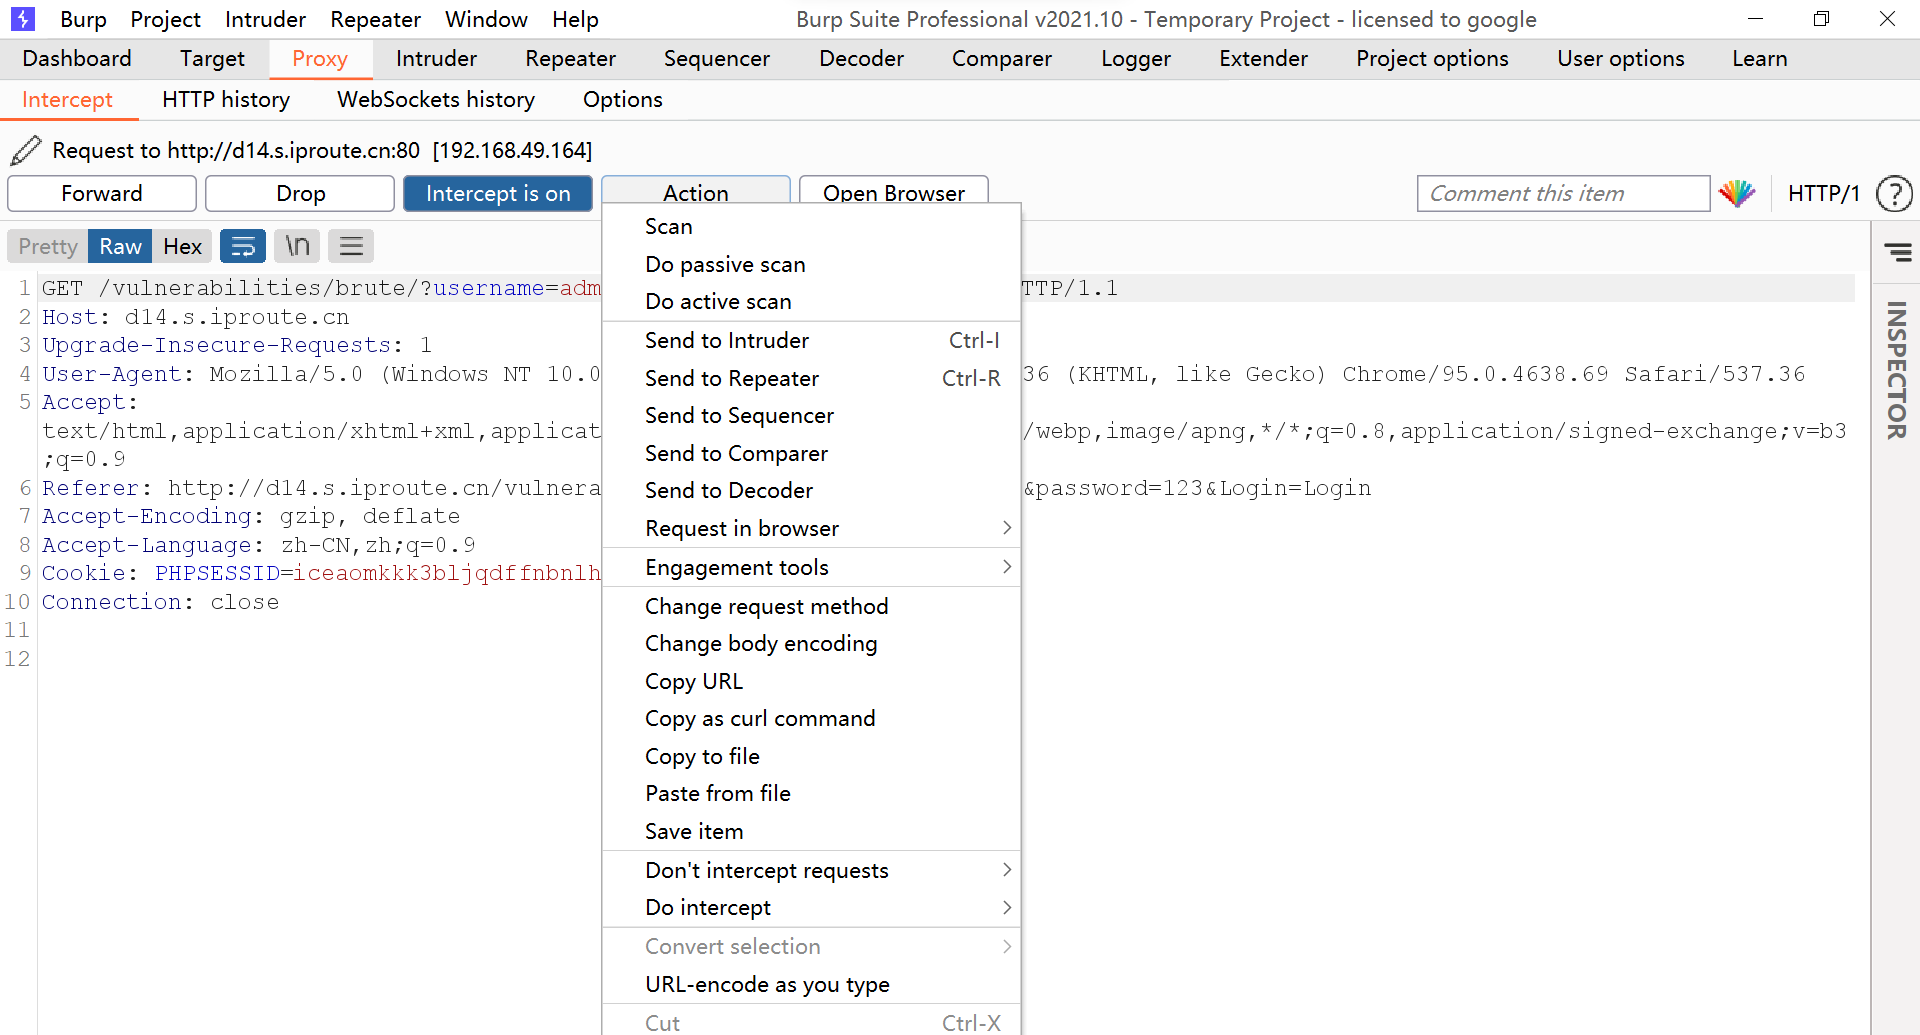 Burp Project Intruder Repeater Window Help Burp Suite Professional v2021.10 - Temporary Project - licensed to google
Dashboard Target Proxy Intruder Repeater Sequencer Decoder Comparer Logger Extender Project options User options Learn
Intercept HTTP history WebSockets history Options
Request to http://d14.s.iproute.cn:80 [192.168.49.164]
Forward Drop Intercept is on Action Open Browser Comment this item HTTP/1 ?
Pretty Raw Hex \n
1 GET /vulnerabilities/brute/?username=adm TTP/1.1
2 Host: d14.s.iproute.cn
3 Upgrade-Insecure-Requests: 1
4 User-Agent: Mozilla/5.0 (Windows NT 10.0 36 (KHTML, like Gecko) Chrome/95.0.4638.69 Safari/537.36
5 Accept:
text/html,application/xhtml+xml,applicat /webp,image/apng,*/*;q=0.8,application/signed-exchange;v=b3
;q=0.9
6 Referer: http://d14.s.iproute.cn/vulnera &password=123&Login=Login
7 Accept-Encoding: gzip, deflate
8 Accept-Language: zh-CN,zh;q=0.9
9 Cookie: PHPSESSID=iceaomkkk3bljqdffnbnlh
10 Connection: close
11
12
Scan
Do passive scan
Do active scan
Send to Intruder Ctrl-I
Send to Repeater Ctrl-R
Send to Sequencer
Send to Comparer
Send to Decoder
Request in browser
Engagement tools
Change request method
Change body encoding
Copy URL
Copy as curl command
Copy to file
Paste from file
Save item
Don't intercept requests
Do intercept
Convert selection
URL-encode as you type
Cut Ctrl-X
INSPECTOR